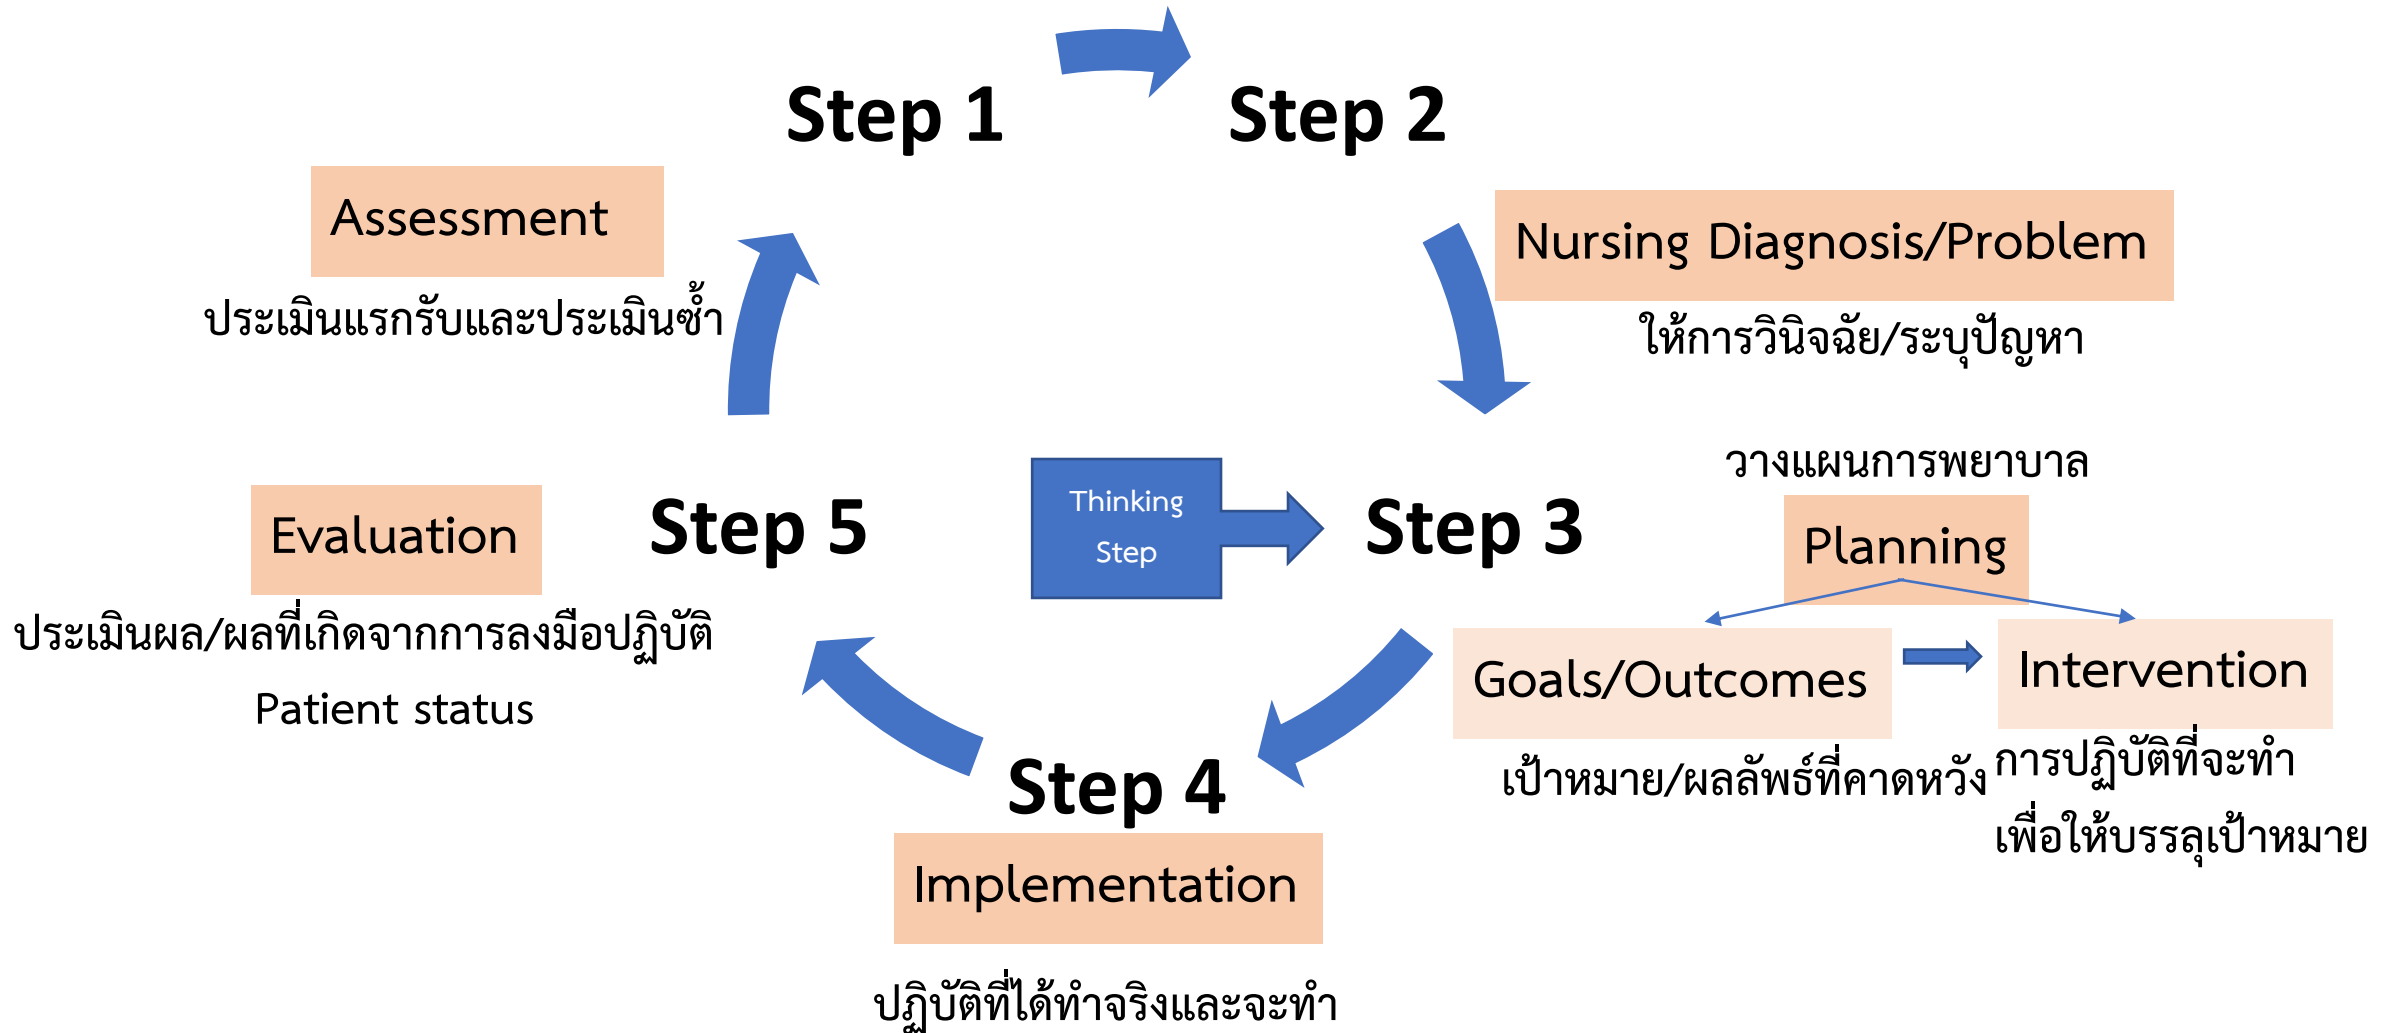 Step 1
Step 2
Assessment
ประเมินแรกรับและประเมินซ้ำ
Nursing Diagnosis/Problem
ให้การวินิจฉัย/ระบุปัญหา
Thinking
Step
Step 3
วางแผนการพยาบาล
Planning
Goals/Outcomes
เป้าหมาย/ผลลัพธ์ที่คาดหวัง
Intervention
การปฏิบัติที่จะทำ
เพื่อให้บรรลุเป้าหมาย
Step 4
Implementation
ปฏิบัติที่ได้ทำจริงและจะทำ
Step 5
Evaluation
ประเมินผล/ผลที่เกิดจากการลงมือปฏิบัติ
Patient status